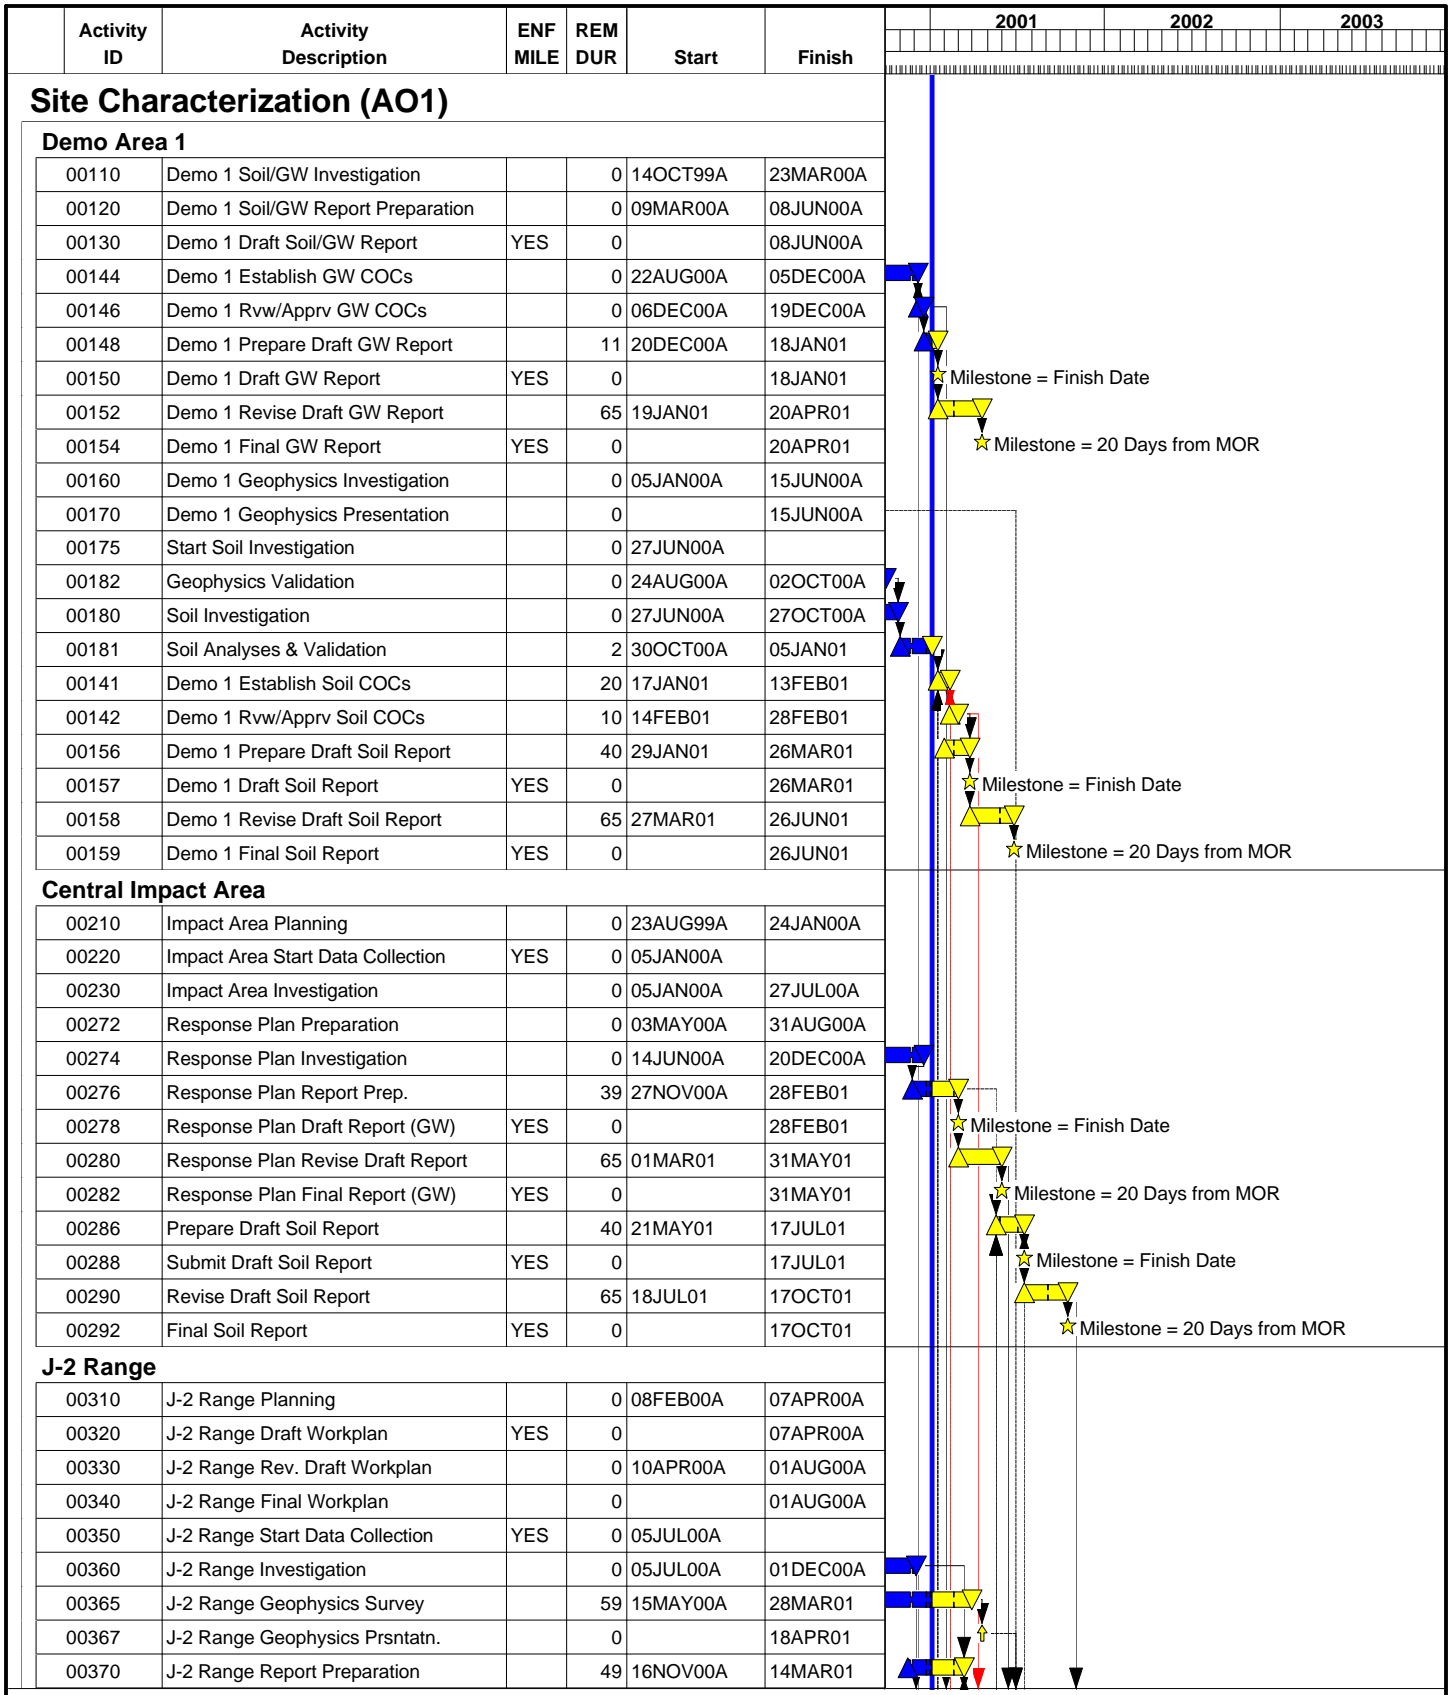 Activity ID Activity Description ENF MILE REM DUR Start Finish 2001 2002 2003
Site Characterization (AO1)
Demo Area 1
00110 Demo 1 Soil/GW Investigation 0 14OCT99A 23MAR00A
00120 Demo 1 Soil/GW Report Preparation 0 09MAR00A 08JUN00A
00130 Demo 1 Draft Soil/GW Report YES 0 08JUN00A
00144 Demo 1 Establish GW COCs 0 22AUG00A 05DEC00A
00146 Demo 1 Rvw/Apprv GW COCs 0 06DEC00A 19DEC00A
00148 Demo 1 Prepare Draft GW Report 11 20DEC00A 18JAN01
00150 Demo 1 Draft GW Report YES 0 18JAN01 Milestone = Finish Date
00152 Demo 1 Revise Draft GW Report 65 19JAN01 20APR01
00154 Demo 1 Final GW Report YES 0 20APR01 Milestone = 20 Days from MOR
00160 Demo 1 Geophysics Investigation 0 05JAN00A 15JUN00A
00170 Demo 1 Geophysics Presentation 0 15JUN00A
00175 Start Soil Investigation 0 27JUN00A
00182 Geophysics Validation 0 24AUG00A 02OCT00A
00180 Soil Investigation 0 27JUN00A 27OCT00A
00181 Soil Analyses & Validation 2 30OCT00A 05JAN01
00141 Demo 1 Establish Soil COCs 20 17JAN01 13FEB01
00142 Demo 1 Rvw/Apprv Soil COCs 10 14FEB01 28FEB01
00156 Demo 1 Prepare Draft Soil Report 40 29JAN01 26MAR01
00157 Demo 1 Draft Soil Report YES 0 26MAR01 Milestone = Finish Date
00158 Demo 1 Revise Draft Soil Report 65 27MAR01 26JUN01
00159 Demo 1 Final Soil Report YES 0 26JUN01 Milestone = 20 Days from MOR
Central Impact Area
00210 Impact Area Planning 0 23AUG99A 24JAN00A
00220 Impact Area Start Data Collection YES 0 05JAN00A
00230 Impact Area Investigation 0 05JAN00A 27JUL00A
00272 Response Plan Preparation 0 03MAY00A 31AUG00A
00274 Response Plan Investigation 0 14JUN00A 20DEC00A
00276 Response Plan Report Prep. 39 27NOV00A 28FEB01
00278 Response Plan Draft Report (GW) YES 0 28FEB01 Milestone = Finish Date
00280 Response Plan Revise Draft Report 65 01MAR01 31MAY01
00282 Response Plan Final Report (GW) YES 0 31MAY01 Milestone = 20 Days from MOR
00286 Prepare Draft Soil Report 40 21MAY01 17JUL01
00288 Submit Draft Soil Report YES 0 17JUL01 Milestone = Finish Date
00290 Revise Draft Soil Report 65 18JUL01 17OCT01
00292 Final Soil Report YES 0 17OCT01 Milestone = 20 Days from MOR
J-2 Range
00310 J-2 Range Planning 0 08FEB00A 07APR00A
00320 J-2 Range Draft Workplan YES 0 07APR00A
00330 J-2 Range Rev. Draft Workplan 0 10APR00A 01AUG00A
00340 J-2 Range Final Workplan 0 01AUG00A
00350 J-2 Range Start Data Collection YES 0 05JUL00A
00360 J-2 Range Investigation 0 05JUL00A 01DEC00A
00365 J-2 Range Geophysics Survey 59 15MAY00A 28MAR01
00367 J-2 Range Geophysics Prsntatn. 0 18APR01
00370 J-2 Range Report Preparation 49 16NOV00A 14MAR01